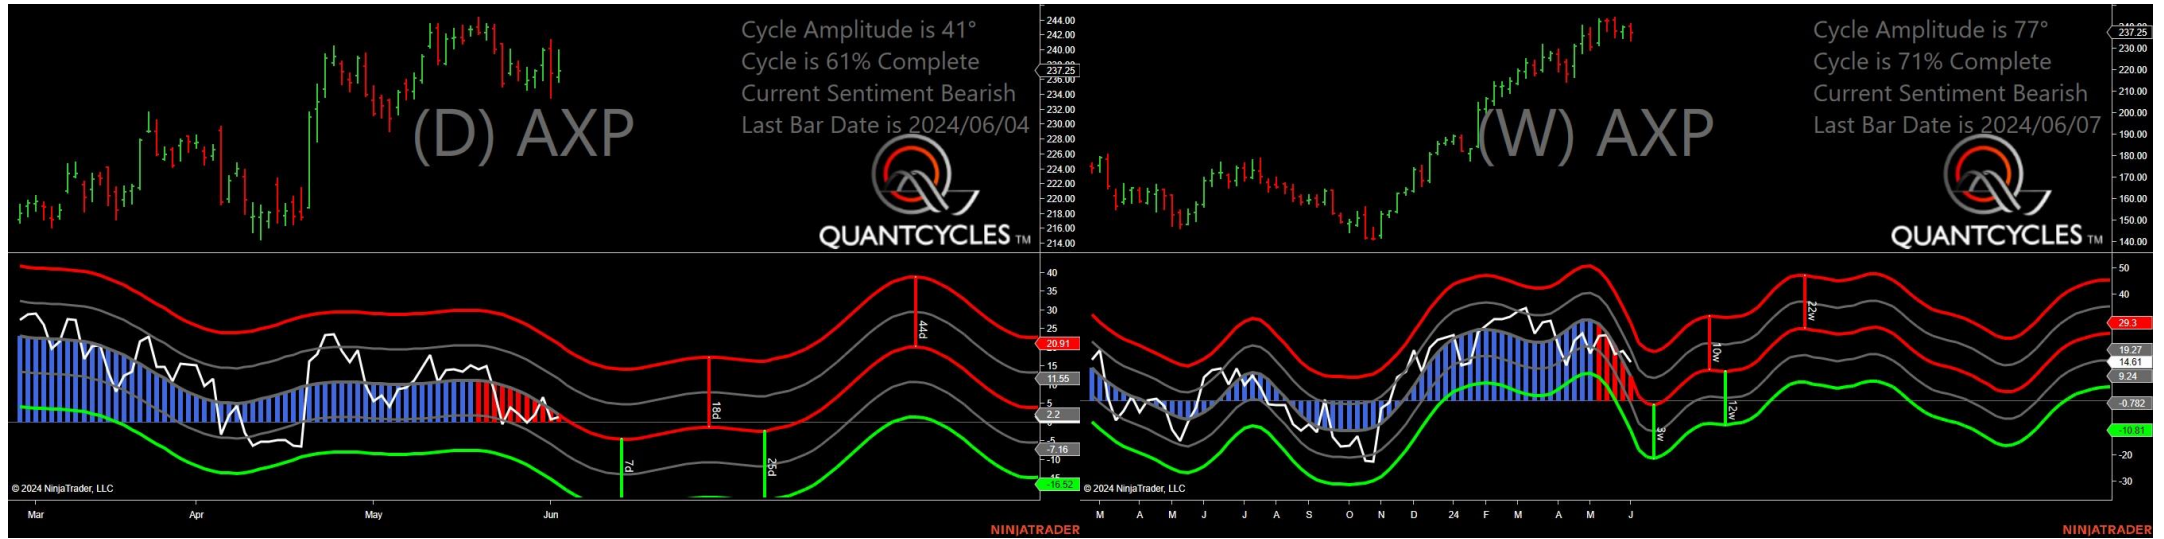 Cycle Amplitude is 41°
Cycle is 61% Complete
Current Sentiment Bearish
Last Bar Date is 2024/06/04
(D) AXP
QUANTCYCLES TM
244.00
242.00
240.00
238.00
237.25
236.00
234.00
232.00
230.00
228.00
226.00
224.00
222.00
220.00
218.00
216.00
214.00
40
35
30
25
20.91
15
11.55
5
2.2
-5
-7.16
-10
-16.52
7d
18d
25d
44d
© 2024 NinjaTrader, LLC
Mar Apr May Jun
NINJATRADER
Cycle Amplitude is 77°
Cycle is 71% Complete
Current Sentiment Bearish
Last Bar Date is 2024/06/07
(W) AXP
QUANTCYCLES TM
237.25
230.00
220.00
210.00
200.00
190.00
180.00
170.00
160.00
150.00
140.00
50
40
29.3
19.27
14.61
9.24
-0.782
-10.81
-20
-30
10w
12w
22w
© 2024 NinjaTrader, LLC
M A M J J A S O N D 24 F M A M J
NINJATRADER